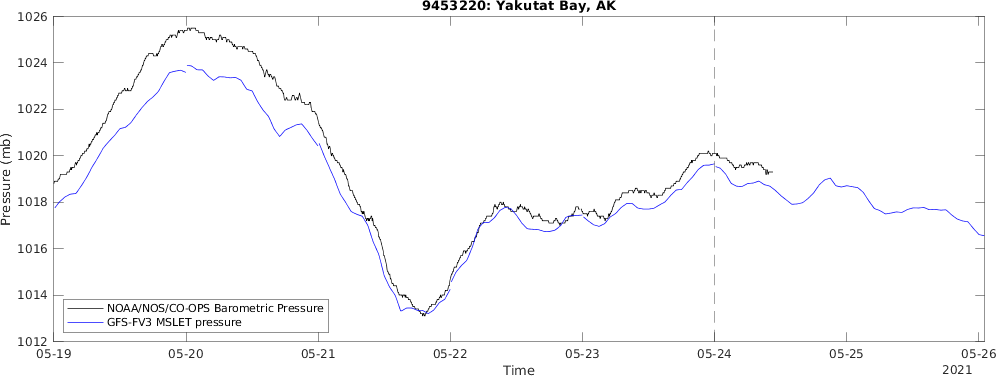 9453220: Yakutat Bay, AK
Pressure (mb)
1026
1024
1022
1020
1018
1016
1014
1012
NOAA/NOS/CO-OPS Barometric Pressure
GFS-FV3 MSLET pressure
05-19 05-20 05-21 05-22 05-23 05-24 05-25 05-26
Time
2021